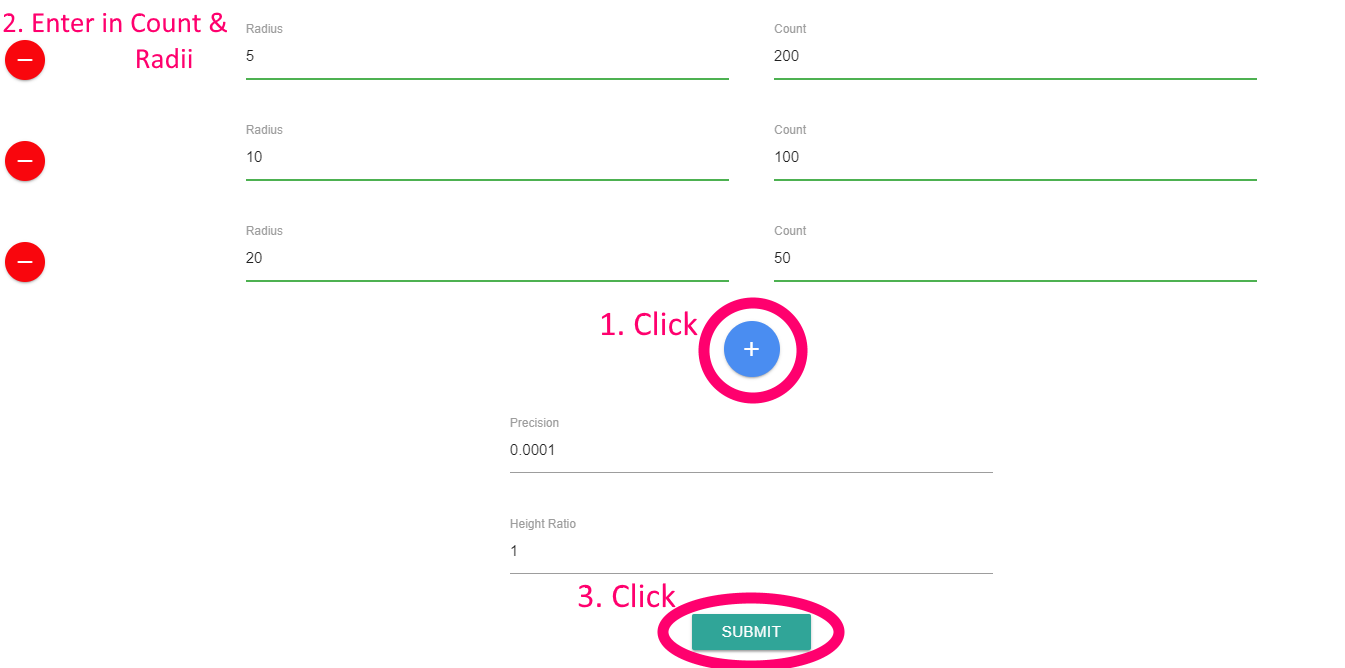 2. Enter in Count &
Radii
Radius
5
Count
200
Radius
10
Count
100
Radius
20
Count
50
1. Click
+
Precision
0.0001
Height Ratio
1
3. Click
SUBMIT